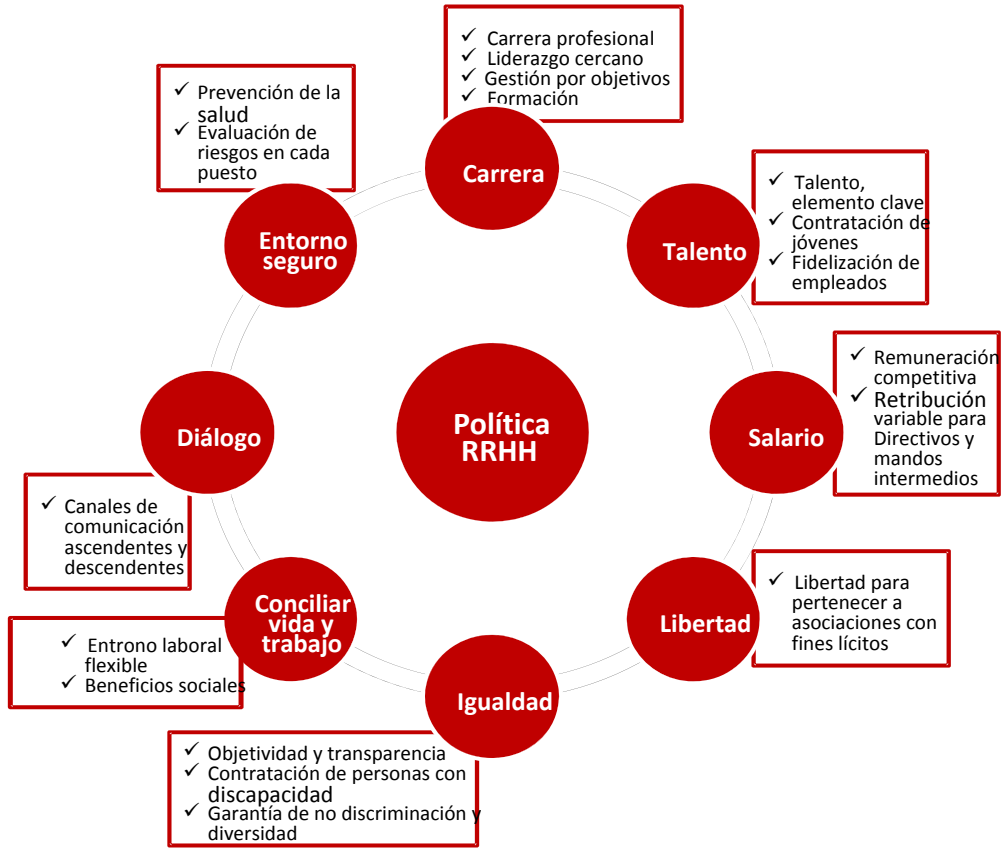 ✓ Carrera profesional
✓ Liderazgo cercano
✓ Gestión por objetivos
✓ Formación
Carrera
✓ Talento,
elemento clave
✓ Contratación de
jóvenes
✓ Fidelización de
empleados
Talento
✓ Remuneración
competitiva
✓ Retribución
variable para
Directivos y
mandos
intermedios
Salario
✓ Libertad para
pertenecer a
asociaciones con
fines lícitos
Libertad
Igualdad
✓ Objetividad y transparencia
✓ Contratación de personas con
discapacidad
✓ Garantía de no discriminación y
diversidad
Conciliar
vida y
trabajo
✓ Entrono laboral
flexible
✓ Beneficios sociales
Diálogo
✓ Canales de
comunicación
ascendentes y
descendentes
✓ Prevención de la
salud
✓ Evaluación de
riesgos en cada
puesto
Entorno
seguro
Política
RRHH